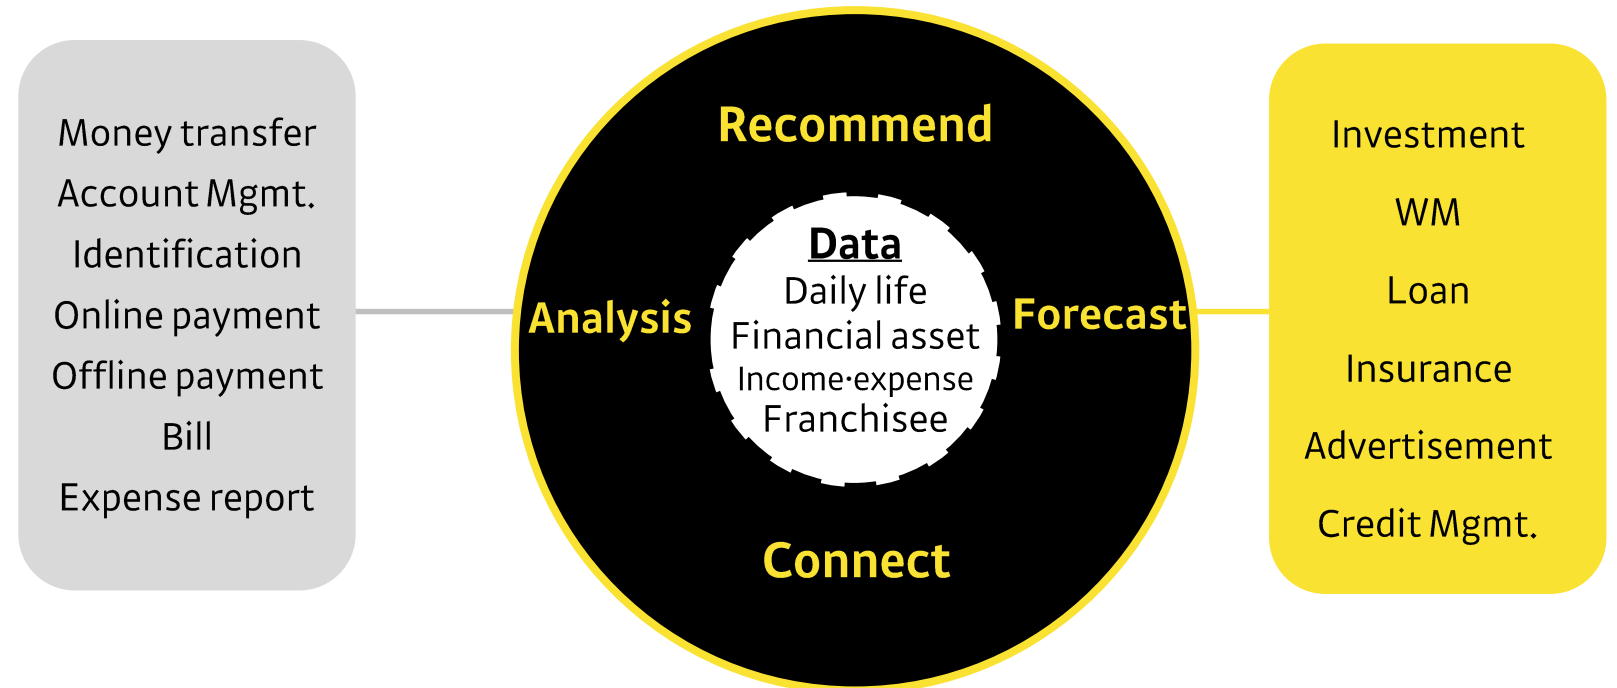 Money transfer
Account Mgmt.
Identification
Online payment
Offline payment
Bill
Expense report
Recommend
Analysis
Data
Daily life
Financial asset
Income·expense
Franchisee
Forecast
Connect
Investment
WM
Loan
Insurance
Advertisement
Credit Mgmt.